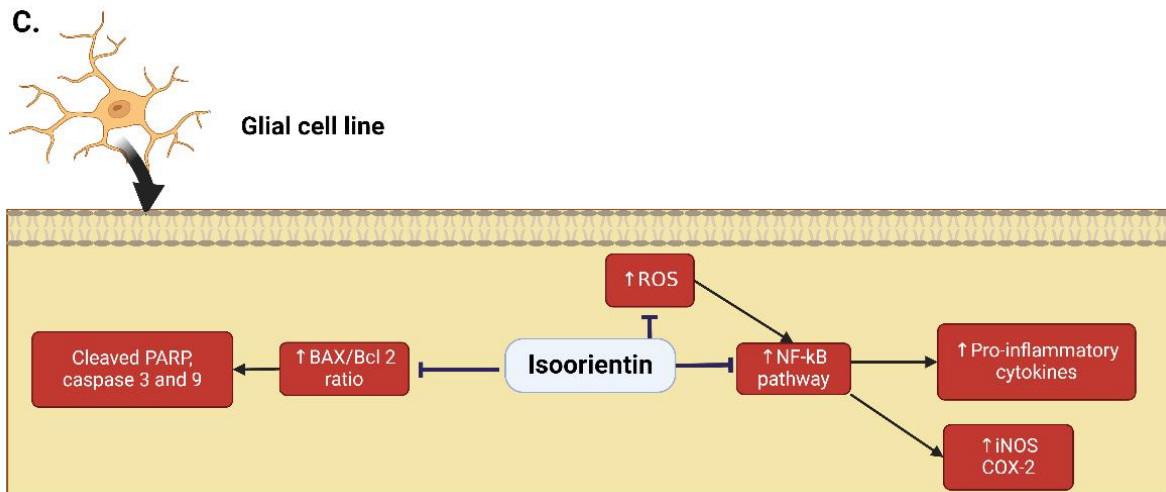 C.
Glial cell line
↑ROS
Cleaved PARP,
caspase 3 and 9
↑BAX/Bcl 2
ratio
Isoorientin
↑NF-kB
pathway
↑Pro-inflammatory
cytokines
↑iNOS
COX-2